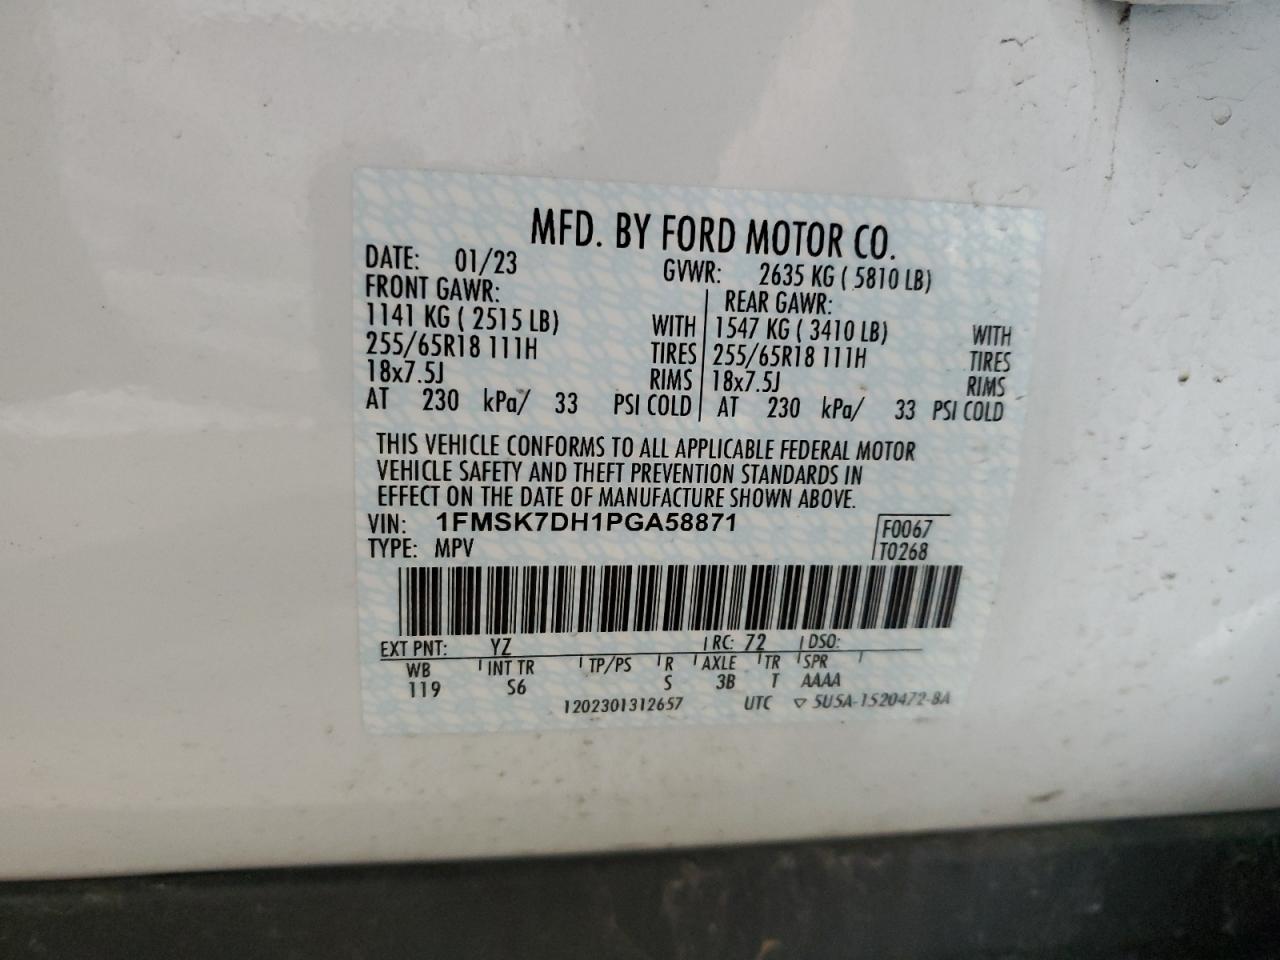 MFD. BY FORD MOTOR CO.
DATE: 01/23 GVWR: 2635 KG ( 5810 LB)
FRONT GAWR: REAR GAWR:
1141 KG ( 2515 LB) WITH 1547 KG ( 3410 LB) WITH
255/65R18 111H TIRES 255/65R18 111H TIRES
18x7.5J RIMS 18x7.5J RIMS
AT 230 kPa/ 33 PSI COLD AT 230 kPa/ 33 PSI COLD
THIS VEHICLE CONFORMS TO ALL APPLICABLE FEDERAL MOTOR
VEHICLE SAFETY AND THEFT PREVENTION STANDARDS IN
EFFECT ON THE DATE OF MANUFACTURE SHOWN ABOVE.
VIN: 1FMSK7DH1PGA58871 F0067
TYPE: MPV T0268
EXT PNT: YZ RC: 72 DSO:
WB INT TR TP/PS R AXLE TR SPR
119 S6 S 3B T AAAA
1202301312657 UTC ▽ 5U5A-1520472-BA